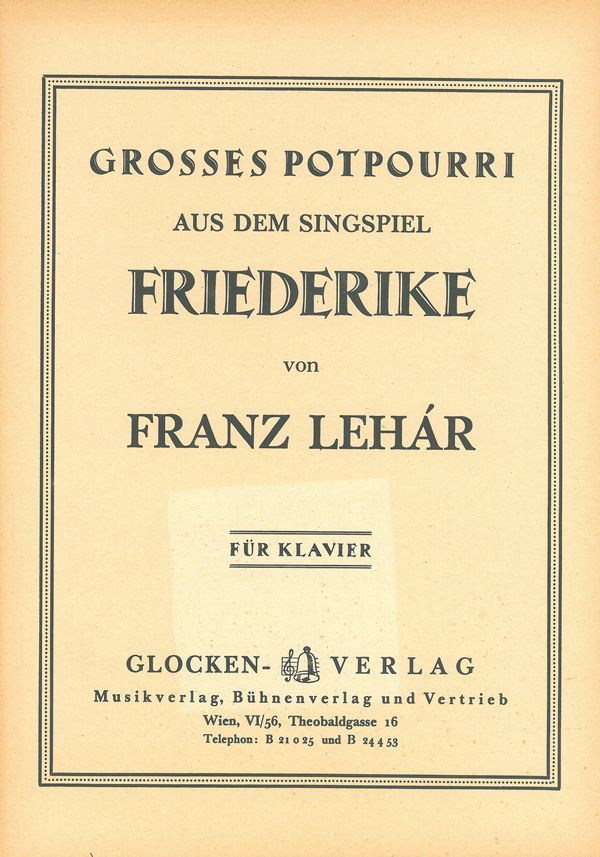 GROSSES POTPOURRI
AUS DEM SINGSPIEL
FRIEDERIKE
von
FRANZ LEHÁR
FÜR KLAVIER
GLOCKEN- VERLAG
Musikverlag, Bühnenverlag und Vertrieb
Wien, VI/56, Theobaldgasse 16
Telephon: B 21 0 25 und B 24 4 53